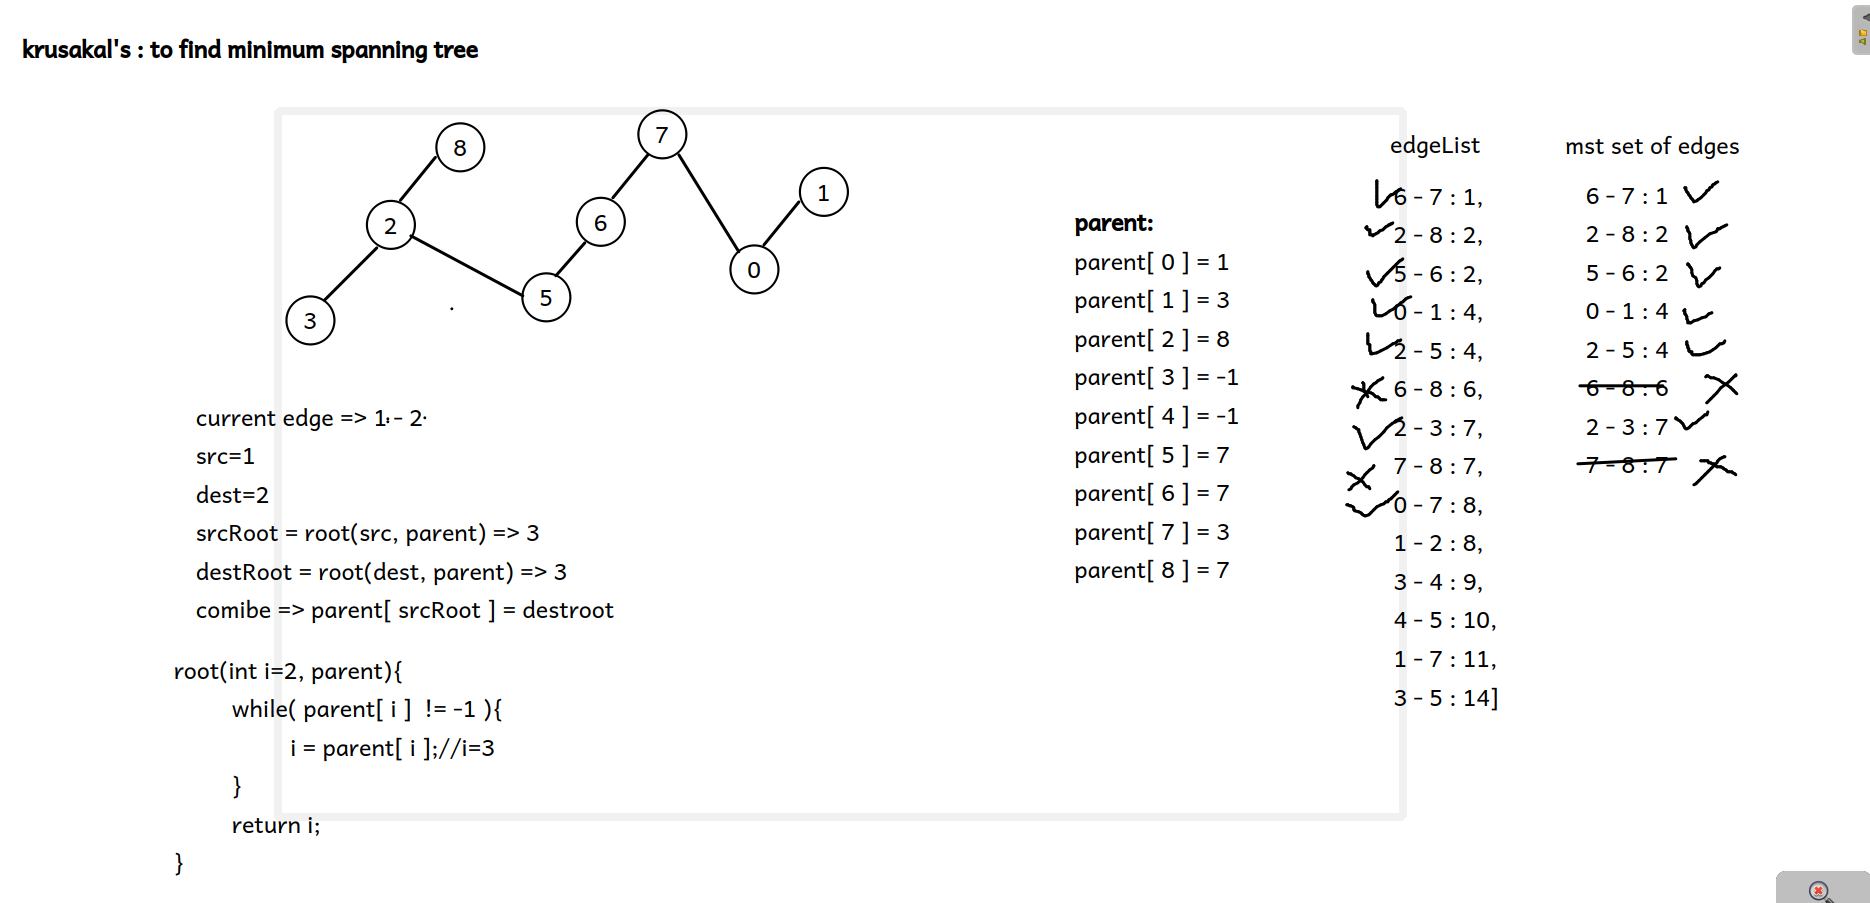 krusakal's : to find minimum spanning tree
8
7
1
2
6
0
5
3
current edge => 1 - 2
src=1
dest=2
srcRoot = root(src, parent) => 3
destRoot = root(dest, parent) => 3
comibe => parent[ srcRoot ] = destroot
root(int i=2, parent){
while( parent[ i ] != -1 ){
i = parent[ i ];//i=3
}
return i;
}
parent:
parent[ 0 ] = 1
parent[ 1 ] = 3
parent[ 2 ] = 8
parent[ 3 ] = -1
parent[ 4 ] = -1
parent[ 5 ] = 7
parent[ 6 ] = 7
parent[ 7 ] = 3
parent[ 8 ] = 7
edgeList
6 - 7 : 1,
2 - 8 : 2,
5 - 6 : 2,
0 - 1 : 4,
2 - 5 : 4,
6 - 8 : 6,
2 - 3 : 7,
7 - 8 : 7,
0 - 7 : 8,
1 - 2 : 8,
3 - 4 : 9,
4 - 5 : 10,
1 - 7 : 11,
3 - 5 : 14]
mst set of edges
6 - 7 : 1
2 - 8 : 2
5 - 6 : 2
0 - 1 : 4
2 - 5 : 4
6 - 8 : 6
2 - 3 : 7
7 - 8 : 7